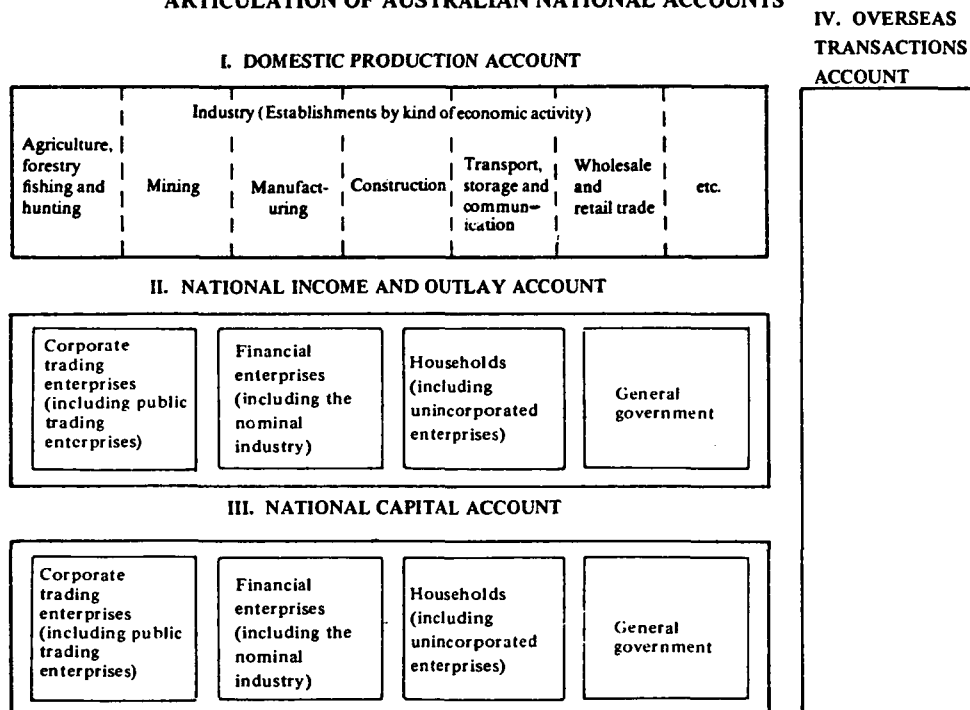 ARTICULATION OF AUSTRALIAN NATIONAL ACCOUNTS
IV. OVERSEAS
TRANSACTIONS
ACCOUNT
I. DOMESTIC PRODUCTION ACCOUNT
Industry (Establishments by kind of economic activity)
Agriculture,
forestry
fishing and
hunting
Mining
Manufact-
uring
Construction
Transport,
storage and
commun-
ication
Wholesale
and
retail trade
etc.
II. NATIONAL INCOME AND OUTLAY ACCOUNT
Corporate
trading
enterprises
(including public
trading
enterprises)
Financial
enterprises
(including the
nominal
industry)
Households
(including
unincorporated
enterprises)
General
government
III. NATIONAL CAPITAL ACCOUNT
Corporate
trading
enterprises
(including public
trading
enterprises)
Financial
enterprises
(including the
nominal
industry)
Households
(including
unincorporated
enterprises)
General
government